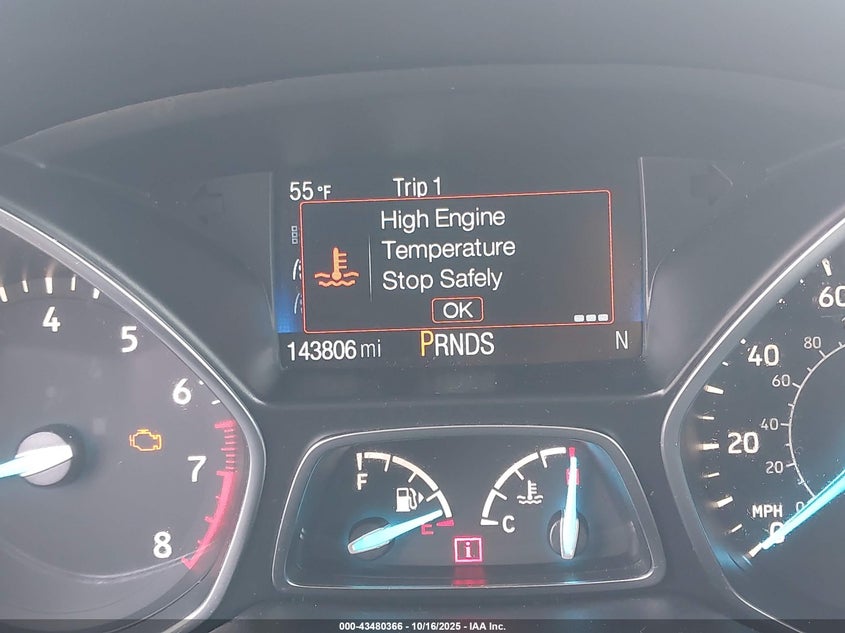 55 °F Trip 1
High Engine
Temperature
Stop Safely
OK
143806 mi PRNDS N
4
5
6
7
8
F
E
i
C
H
60
40
20
0
MPH
80
60
40
20
0
000-43480366 - 10/16/2025 - IAA Inc.